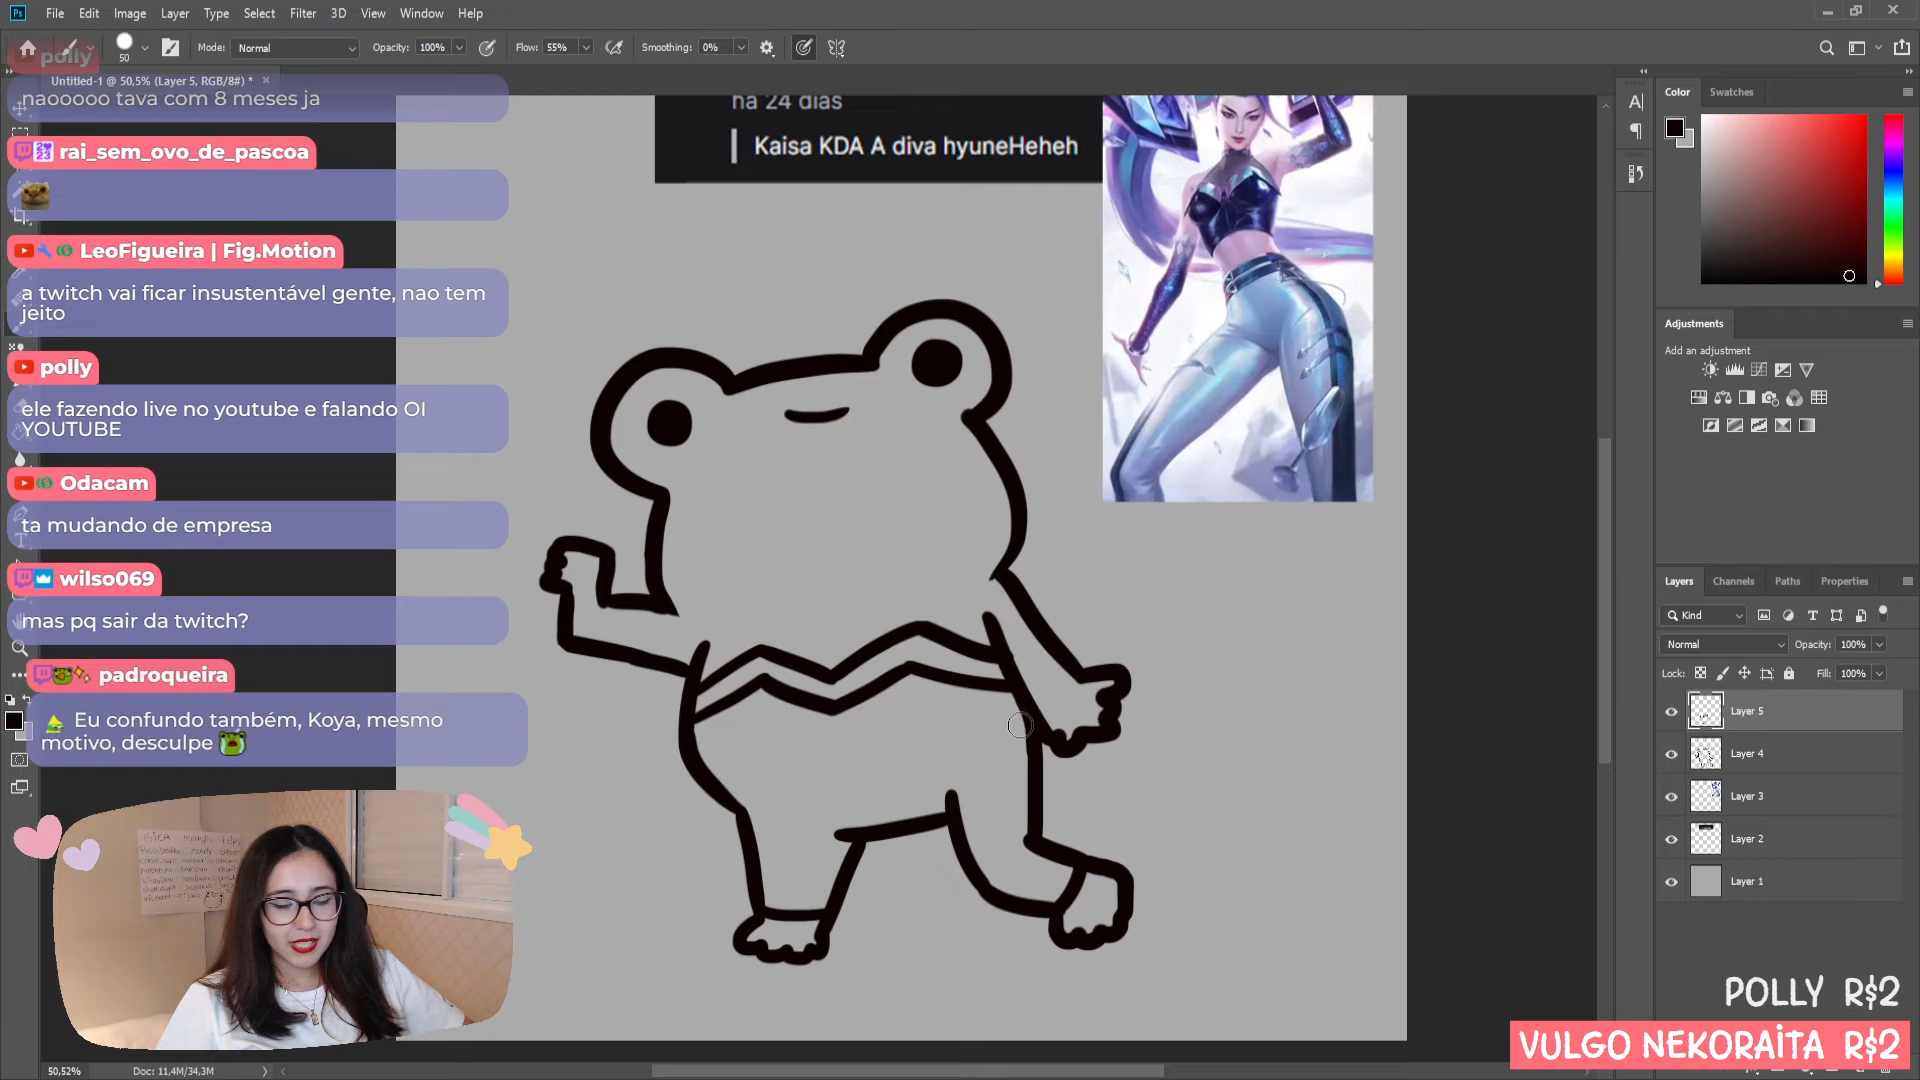 File Edit Image Layer Type Select Filter 3D View Window Help
50 Mode: Normal Opacity: 100% Flow: 55% Smoothing: 0%
Untitled-1 @ 50,5% (Layer 5, RGB/8#) *
polly
naooooo tava com 8 meses ja
rai_sem_ovo_de_pascoa
LeoFigueira | Fig.Motion
a twitch vai ficar insustentável gente, nao tem
jeito
polly
ele fazendo live no youtube e falando OI
YOUTUBE
Odacam
ta mudando de empresa
wilso069
mas pq sair da twitch?
padroqueira
Eu confundo também, Koya, mesmo
motivo, desculpe
há 24 dias
Kaisa KDA A diva hyuneHeheh
Color Swatches
Adjustments
Add an adjustment
Layers Channels Paths Properties
Kind
Normal Opacity: 100%
Lock: Fill: 100%
Layer 5
Layer 4
Layer 3
Layer 2
Layer 1
POLLY R$2
VULGO NEKORAITA R$2
50,52% Doc: 11,4M/34,3M